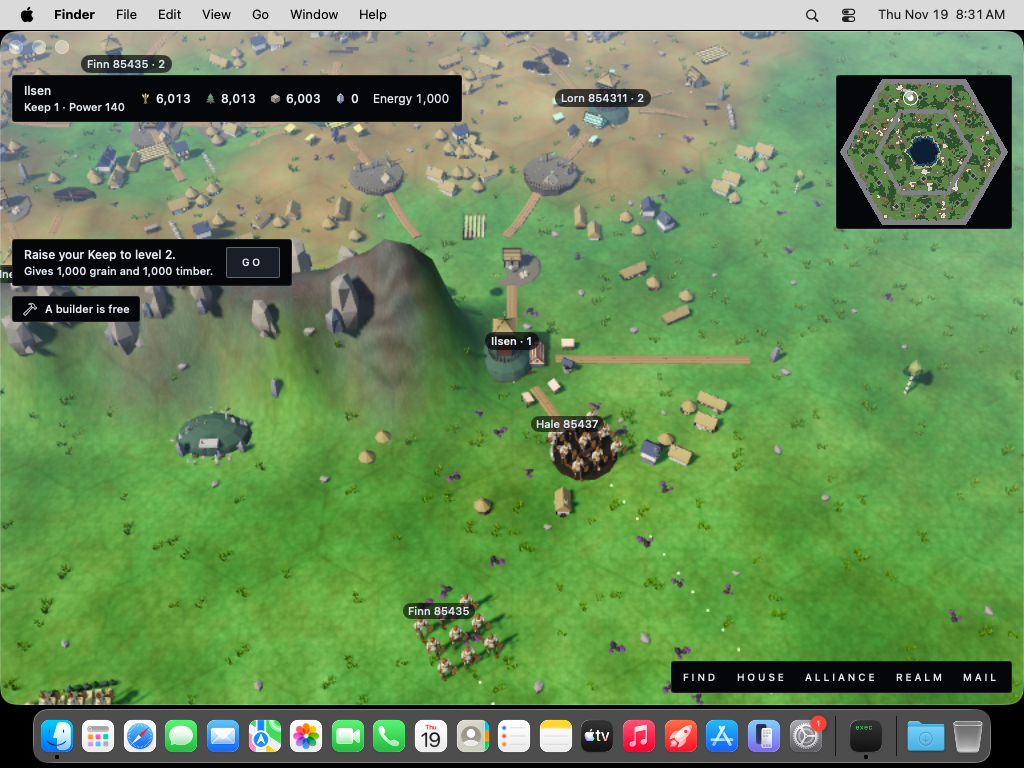 Finder File Edit View Go Window Help Thu Nov 19 8:31 AM
Finn 85435 · 2
Ilsen
Keep 1 · Power 140
6,013 8,013 6,003 0 Energy 1,000
Lorn 854311 · 2
Raise your Keep to level 2.
Gives 1,000 grain and 1,000 timber.
GO
A builder is free
Ilsen · 1
Hale 85437
Finn 85435
FIND HOUSE ALLIANCE REALM MAIL
Thu
19
tv
1
exec